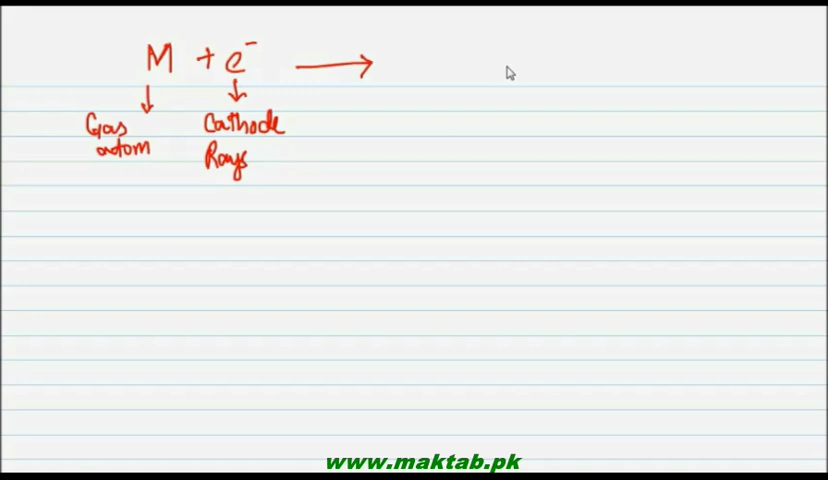 M + e⁻ ⟶
Gas
atom
Cathode
Rays
www.maktab.pk